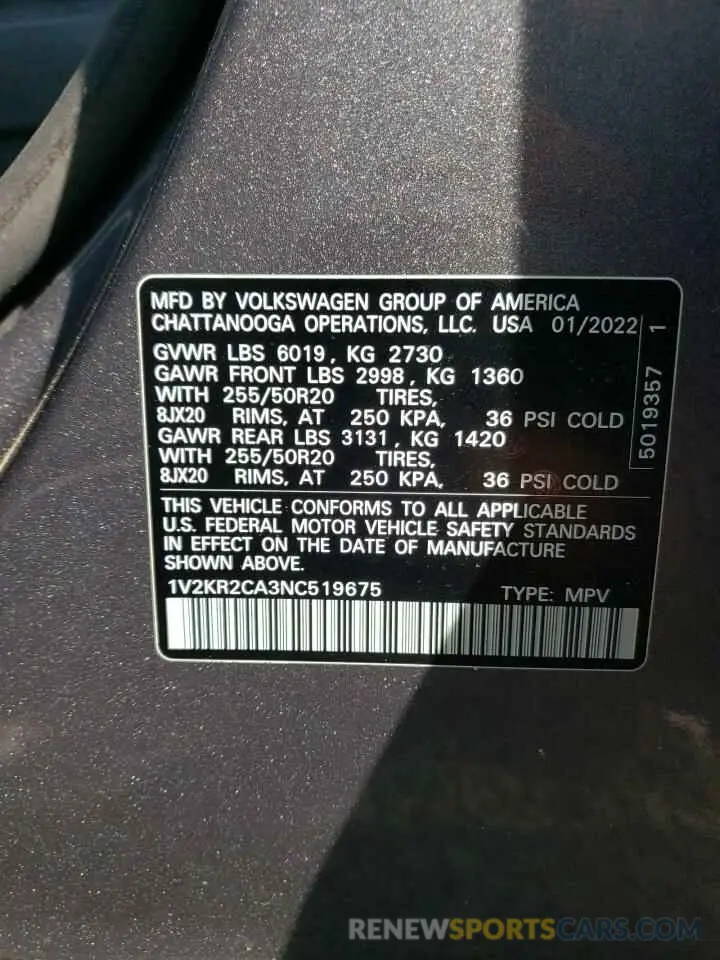 MFD BY VOLKSWAGEN GROUP OF AMERICA
CHATTANOOGA OPERATIONS, LLC. USA 01/2022
GVWR LBS 6019, KG 2730
GAWR FRONT LBS 2998, KG 1360
WITH 255/50R20 TIRES,
8JX20 RIMS, AT 250 KPA, 36 PSI COLD
GAWR REAR LBS 3131, KG 1420
WITH 255/50R20 TIRES,
8JX20 RIMS, AT 250 KPA, 36 PSI COLD
5019357 1
THIS VEHICLE CONFORMS TO ALL APPLICABLE
U.S. FEDERAL MOTOR VEHICLE SAFETY STANDARDS
IN EFFECT ON THE DATE OF MANUFACTURE
SHOWN ABOVE.
1V2KR2CA3NC519675 TYPE: MPV
RENEWSPORTSCARS.COM